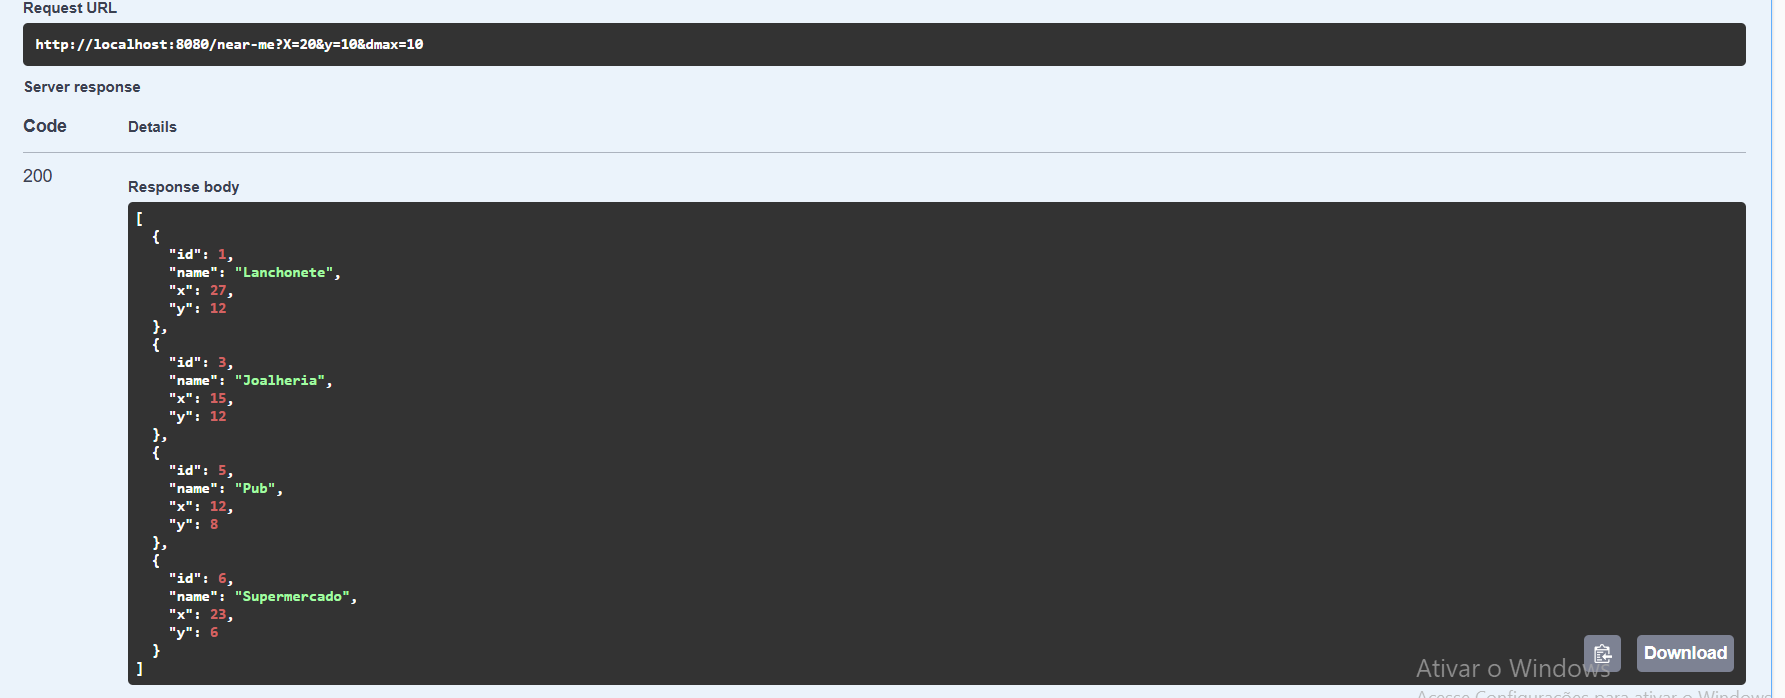 Request URL
http://localhost:8080/near-me?X=20&y=10&dmax=10
Server response
Code Details
200
Response body
[
  {
    "id": 1,
    "name": "Lanchonete",
    "x": 27,
    "y": 12
  },
  {
    "id": 3,
    "name": "Joalheria",
    "x": 15,
    "y": 12
  },
  {
    "id": 5,
    "name": "Pub",
    "x": 12,
    "y": 8
  },
  {
    "id": 6,
    "name": "Supermercado",
    "x": 23,
    "y": 6
  }
]
Download
Ativar o Windows
Acesse Configurações para ativar o Windows